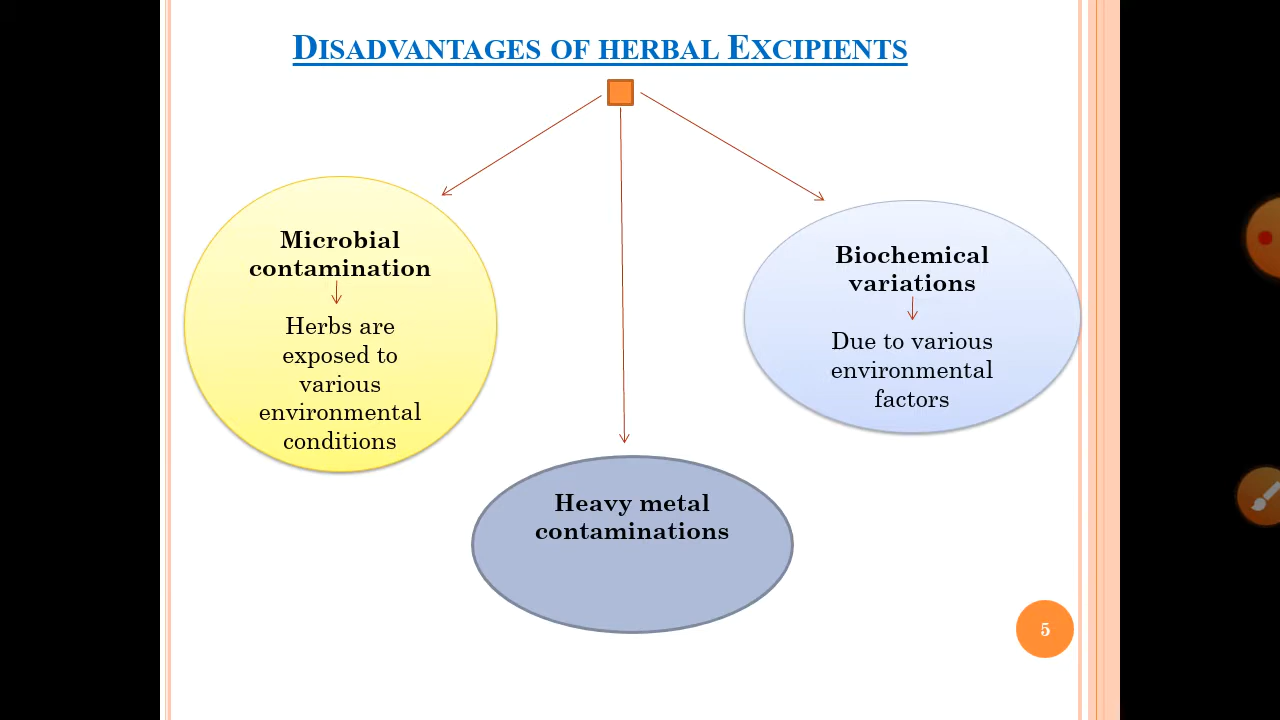 DISADVANTAGES OF HERBAL EXCIPIENTS
Microbial
contamination
Herbs are
exposed to
various
environmental
conditions
Biochemical
variations
Due to various
environmental
factors
Heavy metal
contaminations
5